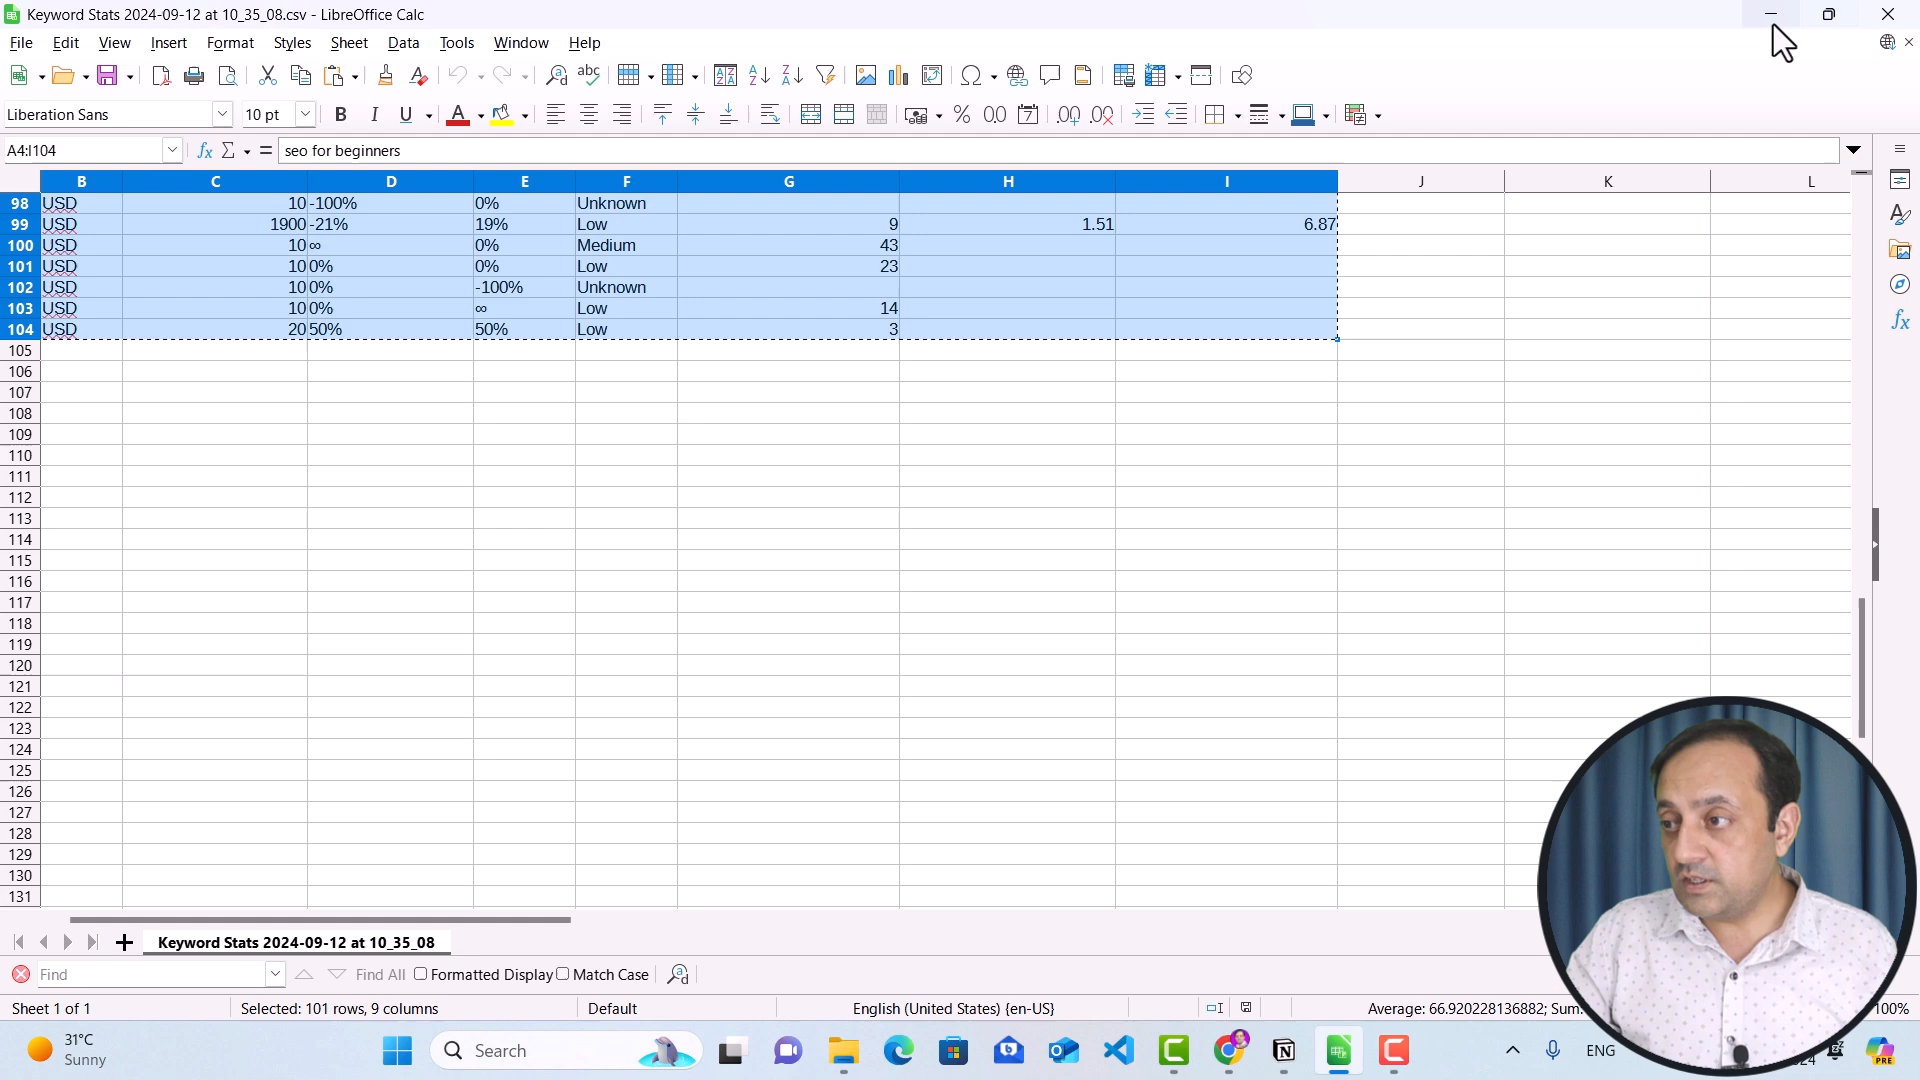 Keyword Stats 2024-09-12 at 10_35_08.csv - LibreOffice Calc
File Edit View Insert Format Styles Sheet Data Tools Window Help
Liberation Sans 10 pt B I U A
A4:I104 fx Σ = seo for beginners
B C D E F G H I J K L
98 USD 10 -100% 0% Unknown
99 USD 1900 -21% 19% Low 9 1.51 6.87
100 USD 10 ∞ 0% Medium 43
101 USD 10 0% 0% Low 23
102 USD 10 0% -100% Unknown
103 USD 10 0% ∞ Low 14
104 USD 20 50% 50% Low 3
105
106
107
108
109
110
111
112
113
114
115
116
117
118
119
120
121
122
123
124
125
126
127
128
129
130
131
Keyword Stats 2024-09-12 at 10_35_08
Find Find All Formatted Display Match Case
Sheet 1 of 1 Selected: 101 rows, 9 columns Default English (United States) {en-US} Average: 66.920228136882; Sum: 100%
31°C
Sunny
Search
ENG
PRE